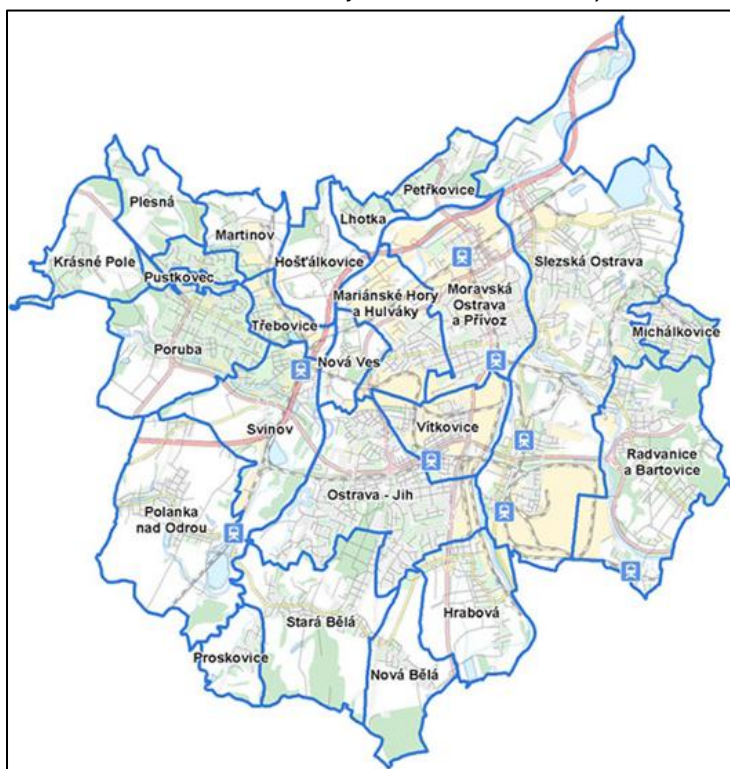 Petřkovice
Plesná
Lhotka
Martinov
Krásné Pole
Hošťálkovice
Slezská Ostrava
Pustkovec
Mariánské Hory
a Hulváky
Moravská
Ostrava
a Přívoz
Třebovice
Michálkovice
Poruba
Nová Ves
Svinov
Vítkovice
Radvanice
a Bartovice
Ostrava - Jih
Polanka
nad Odrou
Hrabová
Stará Bělá
Proskovice
Nová Bělá